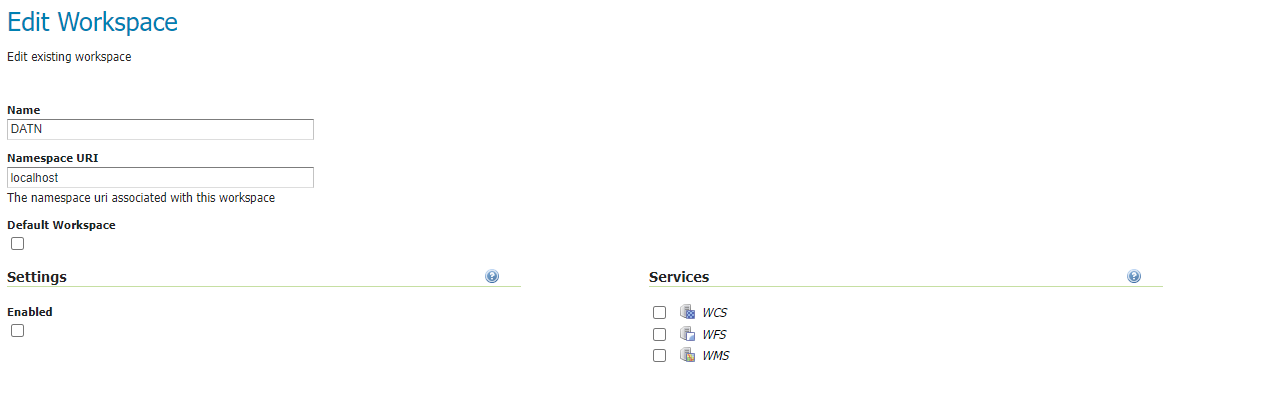 Edit Workspace
Edit existing workspace
Name
DATN
Namespace URI
localhost
The namespace uri associated with this workspace
Default Workspace
Settings
Enabled
Services
WCS
WFS
WMS